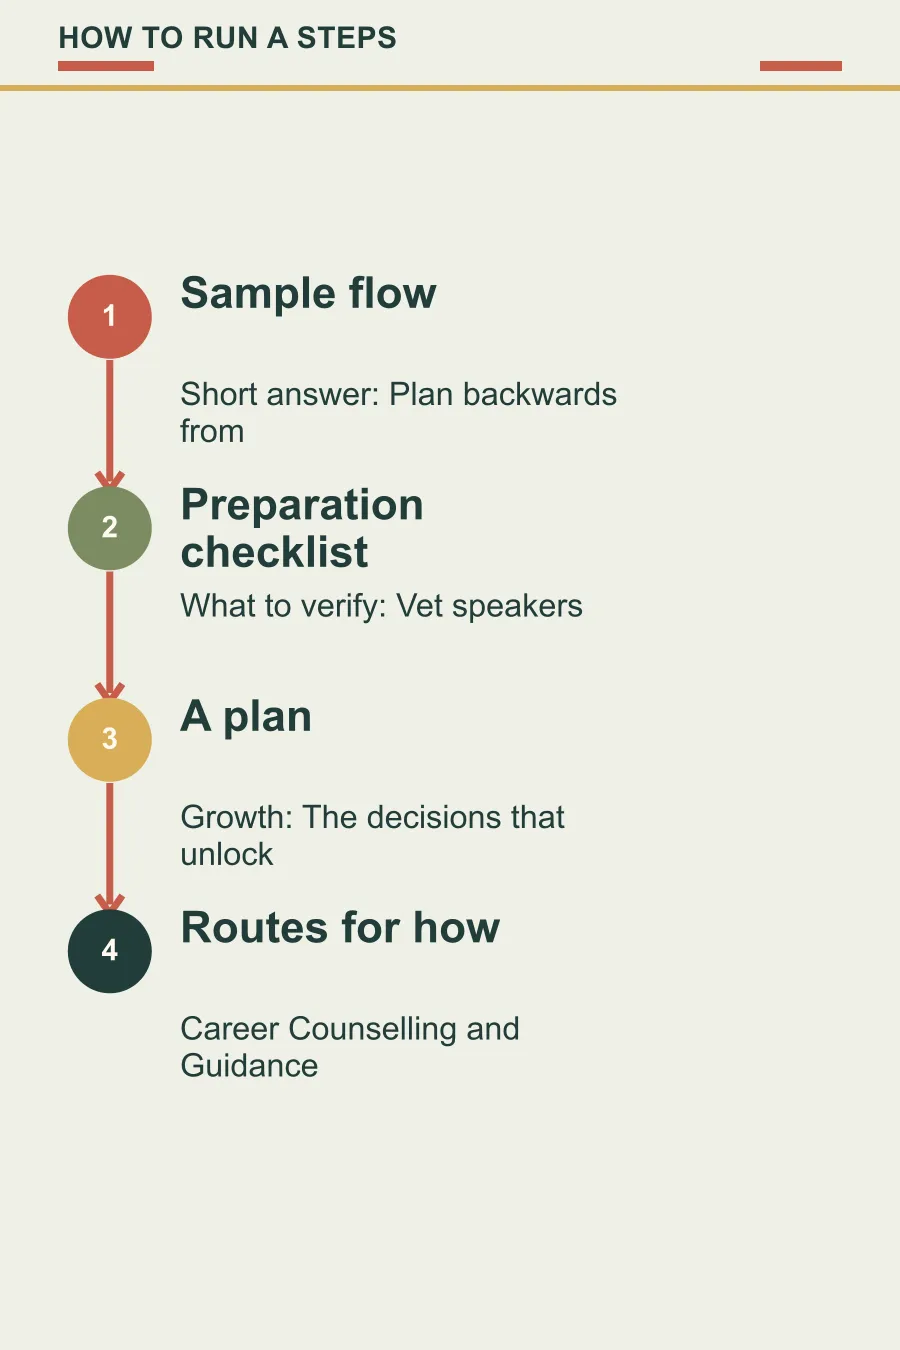 HOW TO RUN A STEPS
1
Sample flow
Short answer: Plan backwards
from
2
Preparation
checklist
What to verify: Vet speakers
3
A plan
Growth: The decisions that
unlock
4
Routes for how
Career Counselling and
Guidance